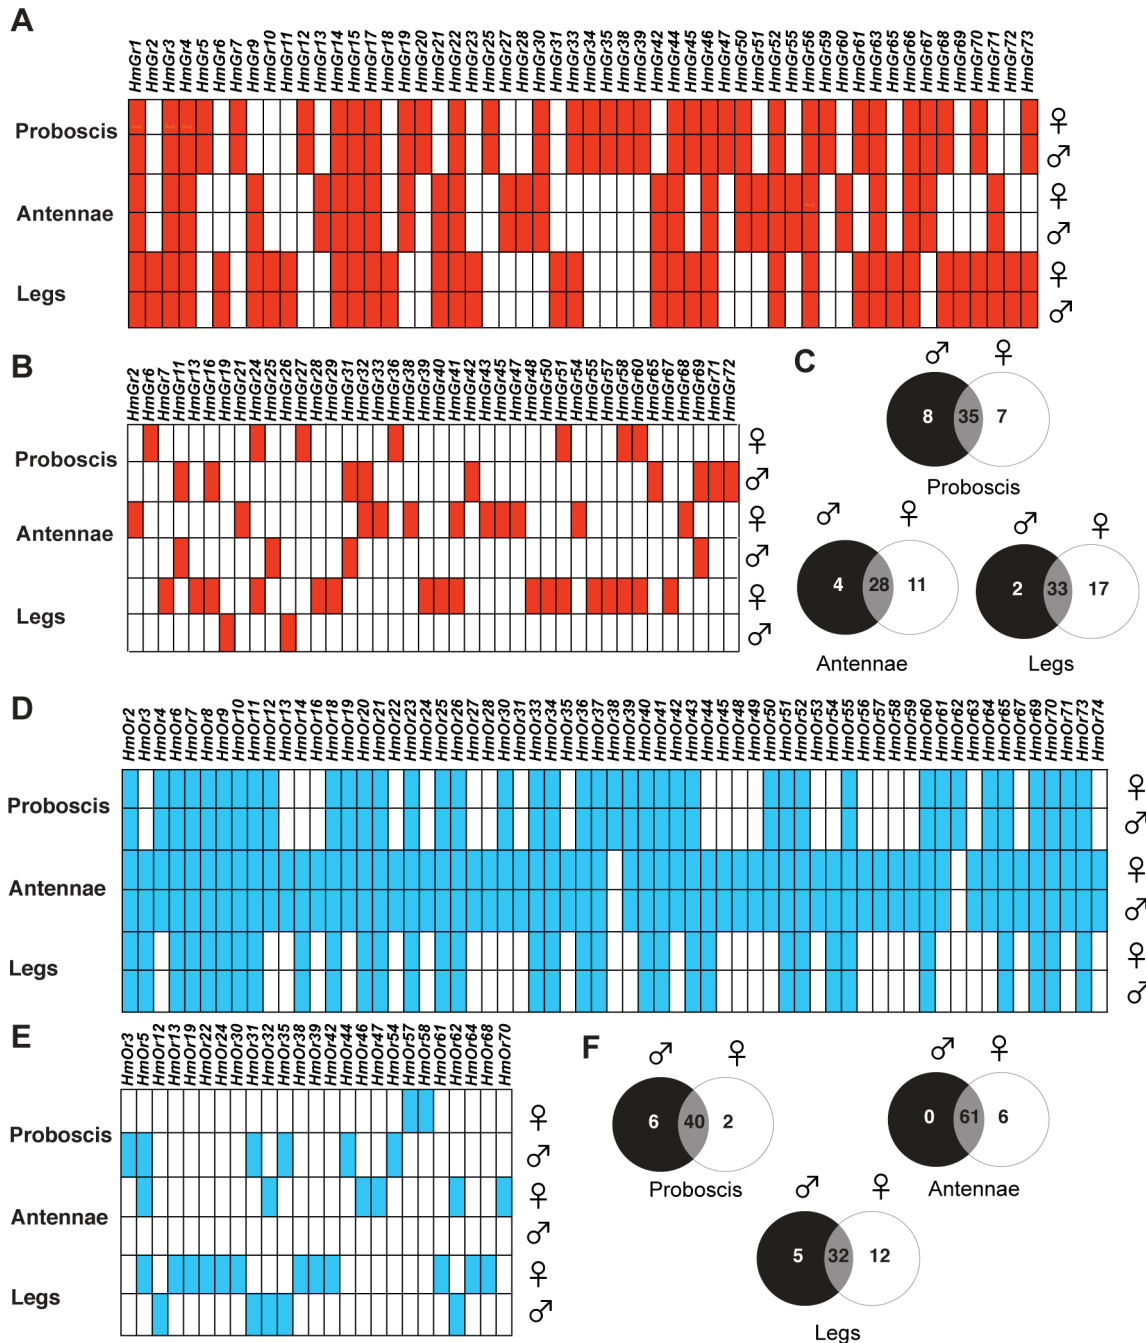 A
HmGr1 HmGr2 HmGr3 HmGr4 HmGr5 HmGr6 HmGr7 HmGr9 HmGr10 HmGr11 HmGr12 HmGr13 HmGr14 HmGr15 HmGr17 HmGr18 HmGr19 HmGr20 HmGr21 HmGr22 HmGr23 HmGr25 HmGr27 HmGr28 HmGr30 HmGr31 HmGr33 HmGr34 HmGr35 HmGr38 HmGr39 HmGr42 HmGr44 HmGr45 HmGr46 HmGr47 HmGr50 HmGr51 HmGr52 HmGr55 HmGr56 HmGr59 HmGr60 HmGr61 HmGr63 HmGr65 HmGr66 HmGr67 HmGr68 HmGr69 HmGr70 HmGr71 HmGr72 HmGr73
Proboscis ♀
♂
Antennae ♀
♂
Legs ♀
♂
B
HmGr2 HmGr6 HmGr7 HmGr11 HmGr13 HmGr16 HmGr19 HmGr21 HmGr24 HmGr25 HmGr26 HmGr27 HmGr28 HmGr29 HmGr31 HmGr32 HmGr33 HmGr36 HmGr38 HmGr39 HmGr40 HmGr41 HmGr42 HmGr43 HmGr45 HmGr47 HmGr48 HmGr50 HmGr51 HmGr54 HmGr55 HmGr57 HmGr58 HmGr60 HmGr65 HmGr67 HmGr68 HmGr69 HmGr71 HmGr72
Proboscis ♀
♂
Antennae ♀
♂
Legs ♀
♂
C
♂ ♀
8 35 7
Proboscis
♂ ♀
4 28 11
Antennae
♂ ♀
2 33 17
Legs
D
HmOr2 HmOr3 HmOr4 HmOr6 HmOr7 HmOr8 HmOr9 HmOr10 HmOr11 HmOr12 HmOr13 HmOr14 HmOr16 HmOr18 HmOr19 HmOr20 HmOr21 HmOr22 HmOr23 HmOr24 HmOr25 HmOr26 HmOr27 HmOr28 HmOr30 HmOr31 HmOr33 HmOr34 HmOr35 HmOr36 HmOr37 HmOr38 HmOr39 HmOr40 HmOr41 HmOr42 HmOr43 HmOr44 HmOr45 HmOr48 HmOr49 HmOr50 HmOr51 HmOr52 HmOr53 HmOr54 HmOr55 HmOr56 HmOr57 HmOr58 HmOr59 HmOr60 HmOr61 HmOr62 HmOr63 HmOr64 HmOr65 HmOr67 HmOr69 HmOr70 HmOr71 HmOr73 HmOr74
Proboscis ♀
♂
Antennae ♀
♂
Legs ♀
♂
E
HmOr3 HmOr5 HmOr12 HmOr13 HmOr19 HmOr22 HmOr24 HmOr30 HmOr31 HmOr32 HmOr35 HmOr38 HmOr39 HmOr42 HmOr44 HmOr46 HmOr47 HmOr54 HmOr57 HmOr58 HmOr61 HmOr62 HmOr64 HmOr68 HmOr70
Proboscis ♀
♂
Antennae ♀
♂
Legs ♀
♂
F
♂ ♀
6 40 2
Proboscis
♂ ♀
0 61 6
Antennae
♂ ♀
5 32 12
Legs